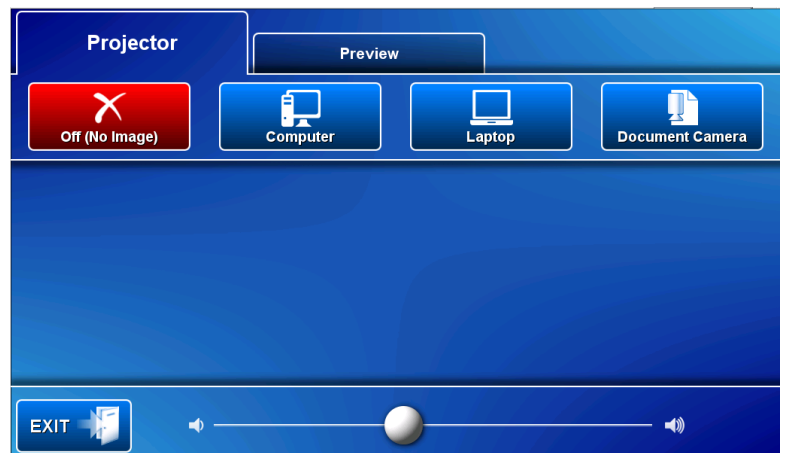 Projector
Preview
Off (No Image)
Computer
Laptop
Document Camera
EXIT